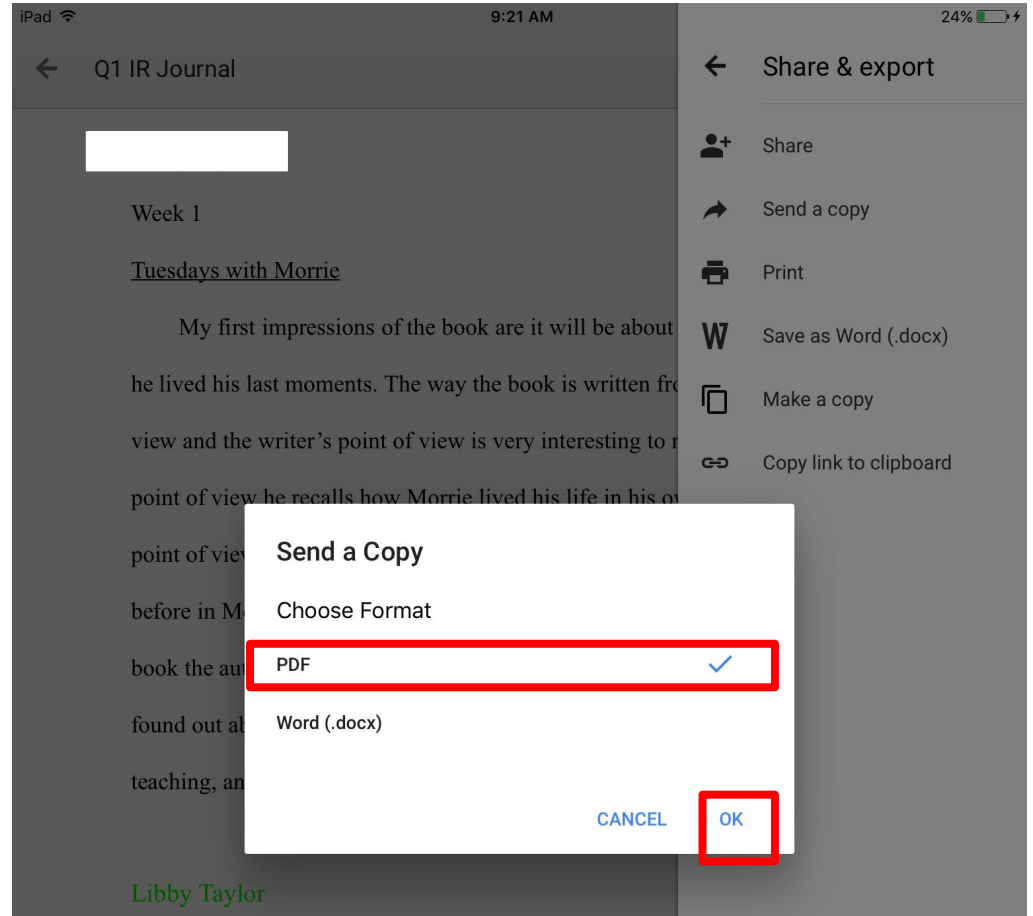 iPad 9:21 AM 24%
Q1 IR Journal
Week 1
Tuesdays with Morrie
My first impressions of the book are it will be about
he lived his last moments. The way the book is written
view and the writer’s point of view is very interesting to
point of view he recalls how Morrie lived his life in his
point of
before in
book the
found out
teaching,
Libby Taylor
Share & export
Share
Send a copy
Print
Save as Word (.docx)
Make a copy
Copy link to clipboard
Send a Copy
Choose Format
PDF
Word (.docx)
CANCEL OK